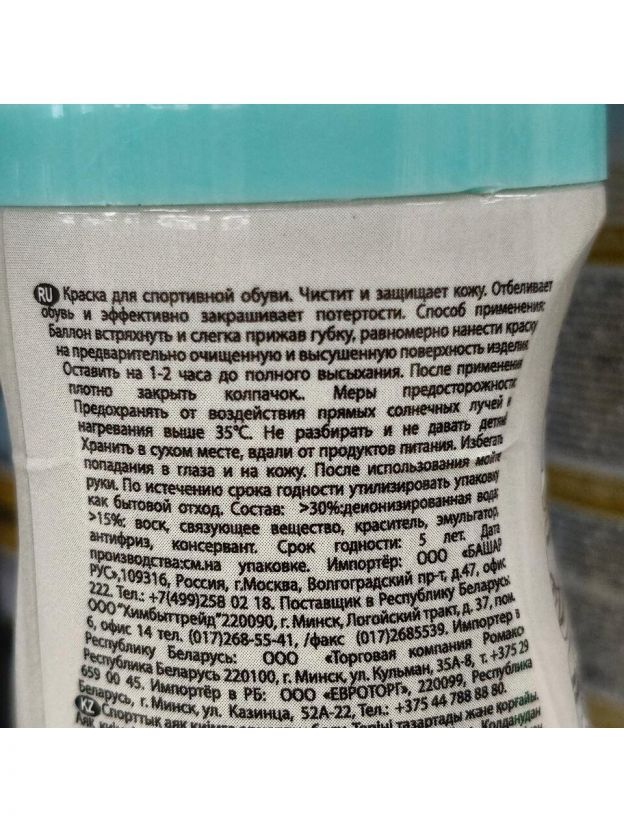 RU Краска для спортивной обуви. Чистит и защищает кожу. Отбеливает
обувь и эффективно закрашивает потертости. Способ применения:
Баллон встряхнуть и слегка прижав губку, равномерно нанести краску
на предварительно очищенную и высушенную поверхность изделия.
Оставить на 1-2 часа до полного высыхания. После применения
плотно закрыть колпачок.. Меры предосторожности:
Предохранять от воздействия прямых солнечных лучей и
нагревания выше 35°C. Не разбирать и не давать детям!
Хранить в сухом месте, вдали от продуктов питания. Избегать
попадания в глаза и на кожу. После использования мойте
руки. По истечению срока годности утилизировать упаковку
как бытовой отход. Состав: >30%:деионизированная вода
>15%: воск, связующее вещество, краситель, эмульгатор,
антифриз, консервант. Срок годности: 5 лет. Дата
производства:см.на упаковке. Импортёр: ООО «БАШАР
РУС»,109316, Россия, г.Москва, Волгоградский пр-т, д.47, офис
222. Тел.: +7(499)258 02 18. Поставщик в Республику Беларусь
ООО"Химбыттрейд"220090, г. Минск, Логойский тракт, д. 37, пом.
6, офис 14 тел. (017)268-55-41, /факс (017)2685539. Импортер в
Республику Беларусь: ООО «Торговая компания Ромакс»
Республика Беларусь 220100, г. Минск, ул. Кульман, 35А-8, т. +375 29
659 00 45. Импортёр в РБ: ООО «ЕВРОТОРГ», 220099, Республика
Беларусь, г. Минск, ул. Казинца, 52А-22, Тел.: +375 44 788 88 80.
KZ Спорттык аяк киімге тазартады және қорғайды.
Қолданудан